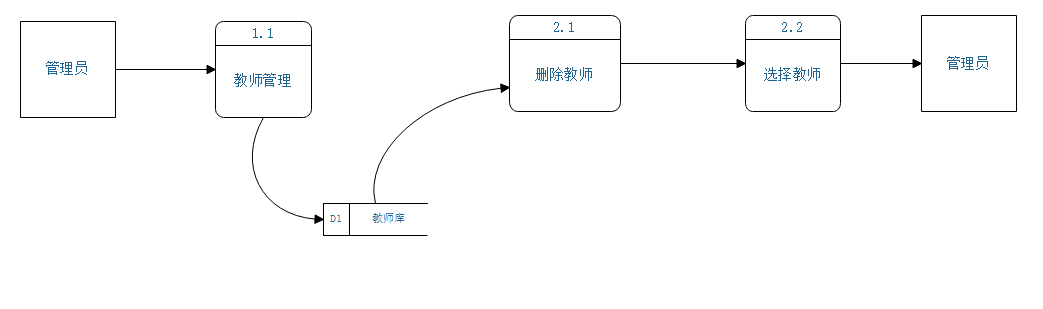 管理员
1.1
教师管理
D1
教师库
2.1
删除教师
2.2
选择教师
管理员